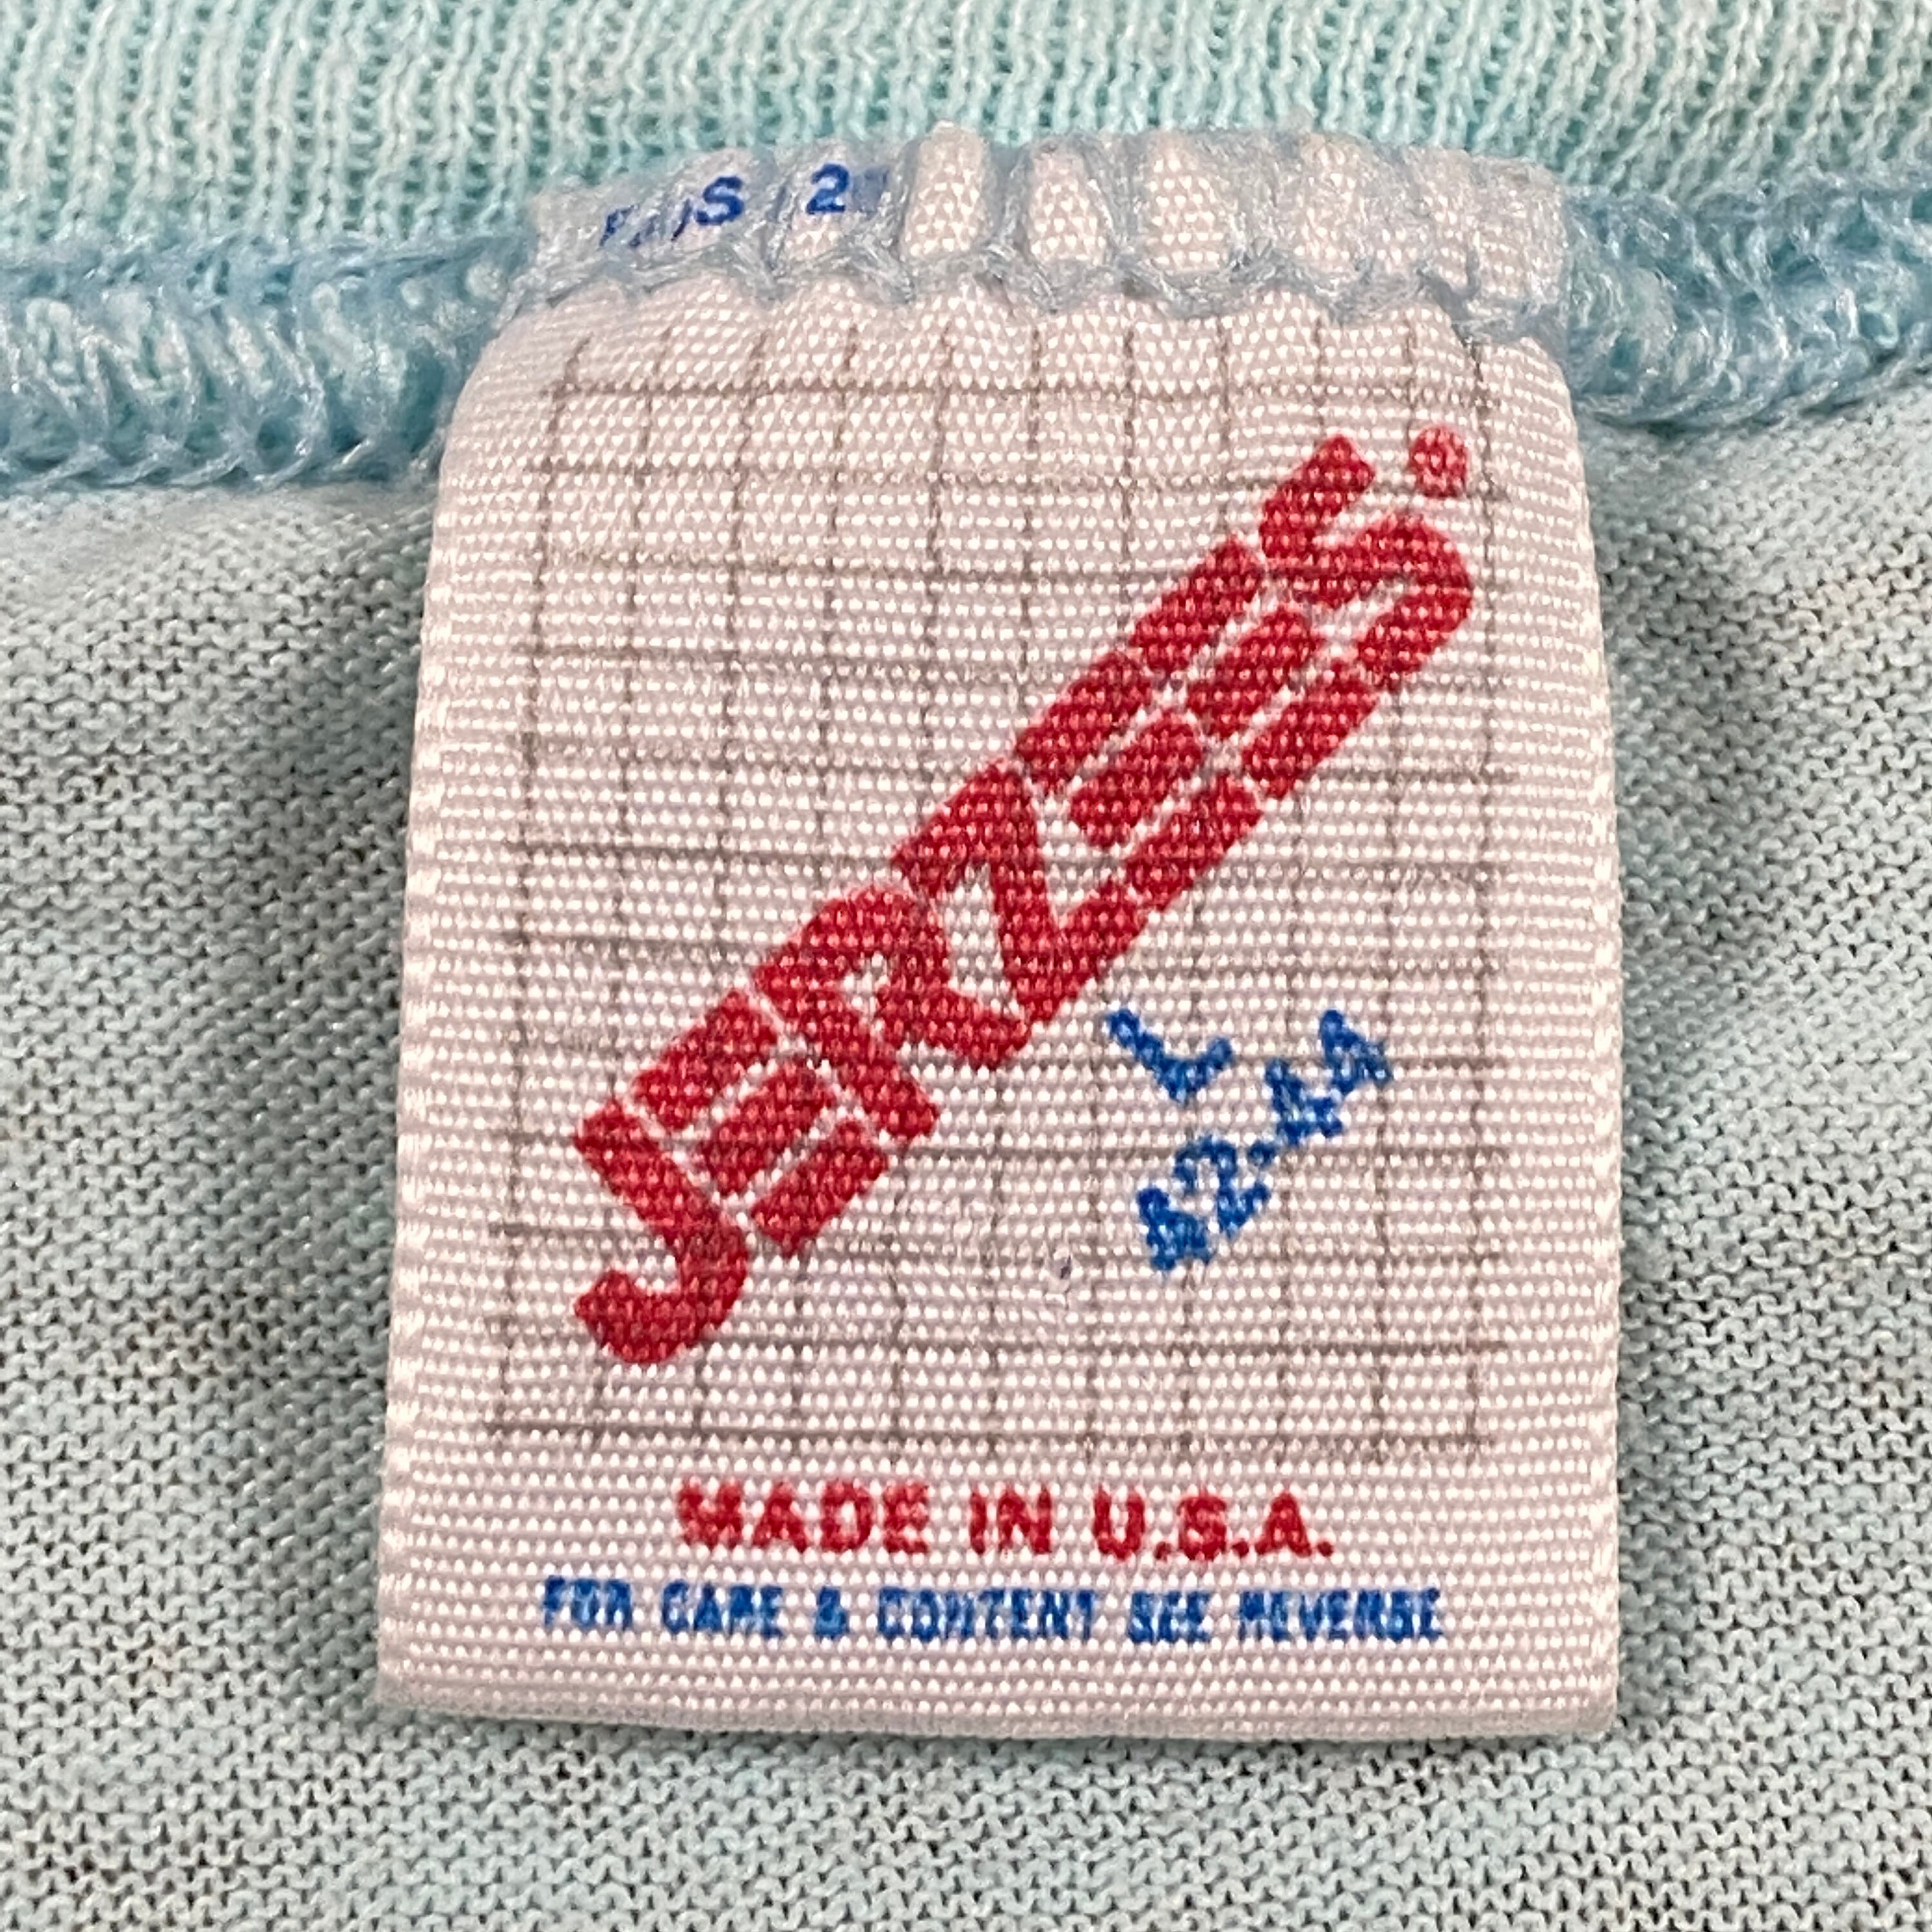 JERZEES®
L
42-44
MADE IN U.S.A.
FOR CARE & CONTENT SEE REVERSE